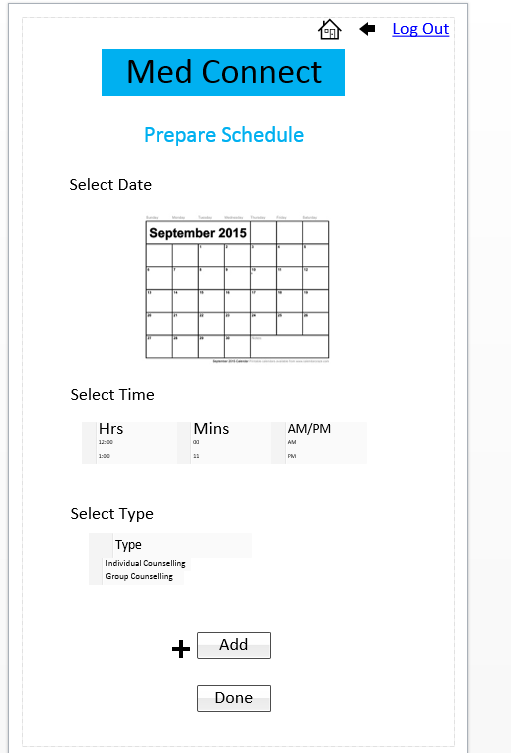 Log Out
Med Connect
Prepare Schedule
Select Date
Sunday Monday Tuesday Wednesday Thursday Friday Saturday
September 2015
1 2 3 4 5
6 7 8 9 10 11 12
13 14 15 16 17 18 19
20 21 22 23 24 25 26
27 28 29 30 Notes:
Select Time
Hrs Mins AM/PM
12:00 00 AM
1:00 11 PM
Select Type
Type
Individual Counselling
Group Counselling
Add
Done